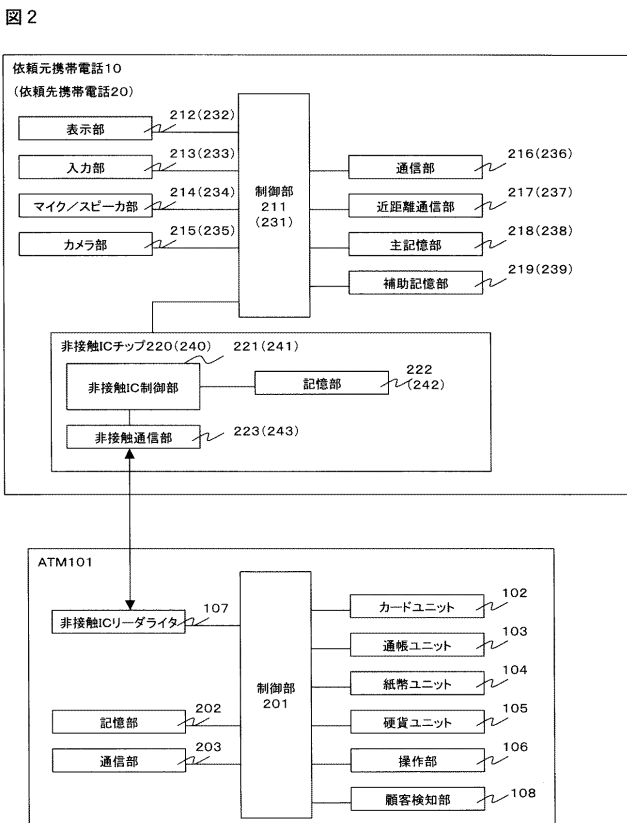 図2
依頼元携帯電話10
(依頼先携帯電話20)
表示部
212(232)
入力部
213(233)
マイク/スピーカ部
214(234)
カメラ部
215(235)
制御部
211
(231)
通信部
216(236)
近距離通信部
217(237)
主記憶部
218(238)
補助記憶部
219(239)
非接触ICチップ220(240)
221(241)
非接触IC制御部
記憶部
222
(242)
非接触通信部
223(243)
ATM101
非接触ICリーダライタ
107
記憶部
202
通信部
203
制御部
201
カードユニット
102
通帳ユニット
103
紙幣ユニット
104
硬貨ユニット
105
操作部
106
顧客検知部
108